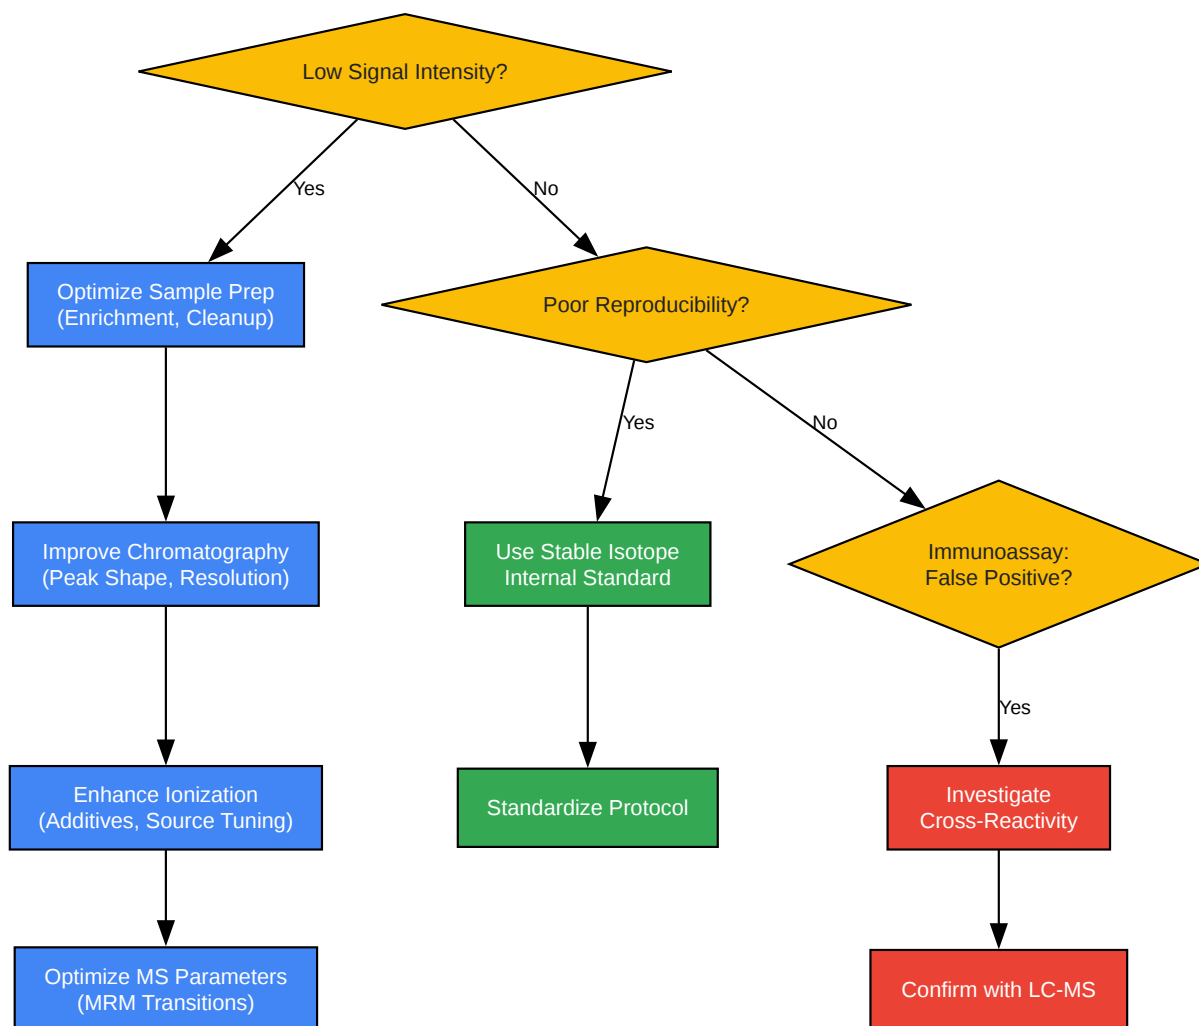 Low Signal Intensity?
Yes
No
Optimize Sample Prep
(Enrichment, Cleanup)
Poor Reproducibility?
Yes
No
Improve Chromatography
(Peak Shape, Resolution)
Use Stable Isotope
Internal Standard
Immunoassay:
False Positive?
Yes
Enhance Ionization
(Additives, Source Tuning)
Standardize Protocol
Investigate
Cross-Reactivity
Optimize MS Parameters
(MRM Transitions)
Confirm with LC-MS